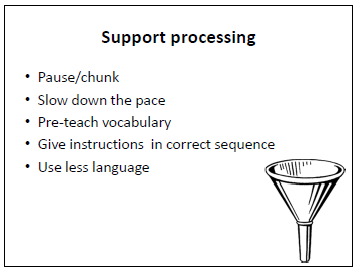 Support processing
• Pause/chunk
• Slow down the pace
• Pre-teach vocabulary
• Give instructions in correct sequence
• Use less language